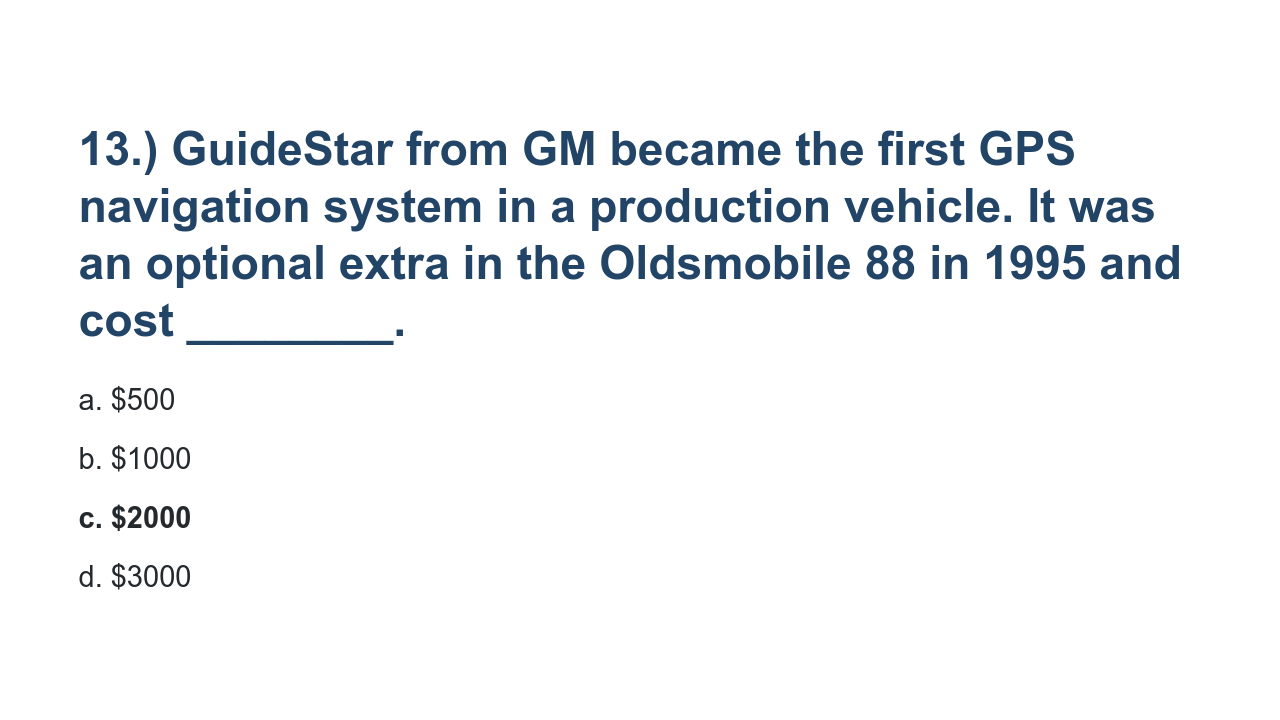 13.) GuideStar from GM became the first GPS
navigation system in a production vehicle. It was
an optional extra in the Oldsmobile 88 in 1995 and
cost ________.
a. $500
b. $1000
c. $2000
d. $3000